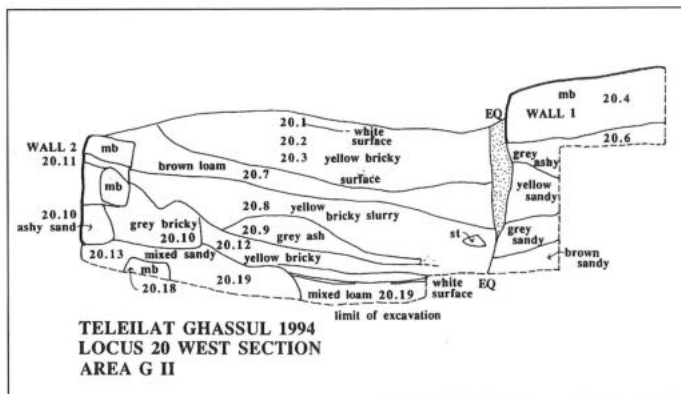 mb
20.4
EQ
WALL 1
20.1
white
surface
20.2
20.6
WALL 2
mb
20.3
yellow bricky
20.11
brown loam
20.7
surface
grey
ashy
mb
yellow
sandy
20.8
yellow
bricky slurry
20.10
ashy sand
grey bricky
20.10
20.9
grey ash
st
grey
sandy
mixed sandy
20.12
yellow bricky
20.13
brown
sandy
mb
20.18
20.19
mixed loam 20.19
white
surface
EQ
limit of excavation
TELEILAT GHASSUL 1994
LOCUS 20 WEST SECTION
AREA G II